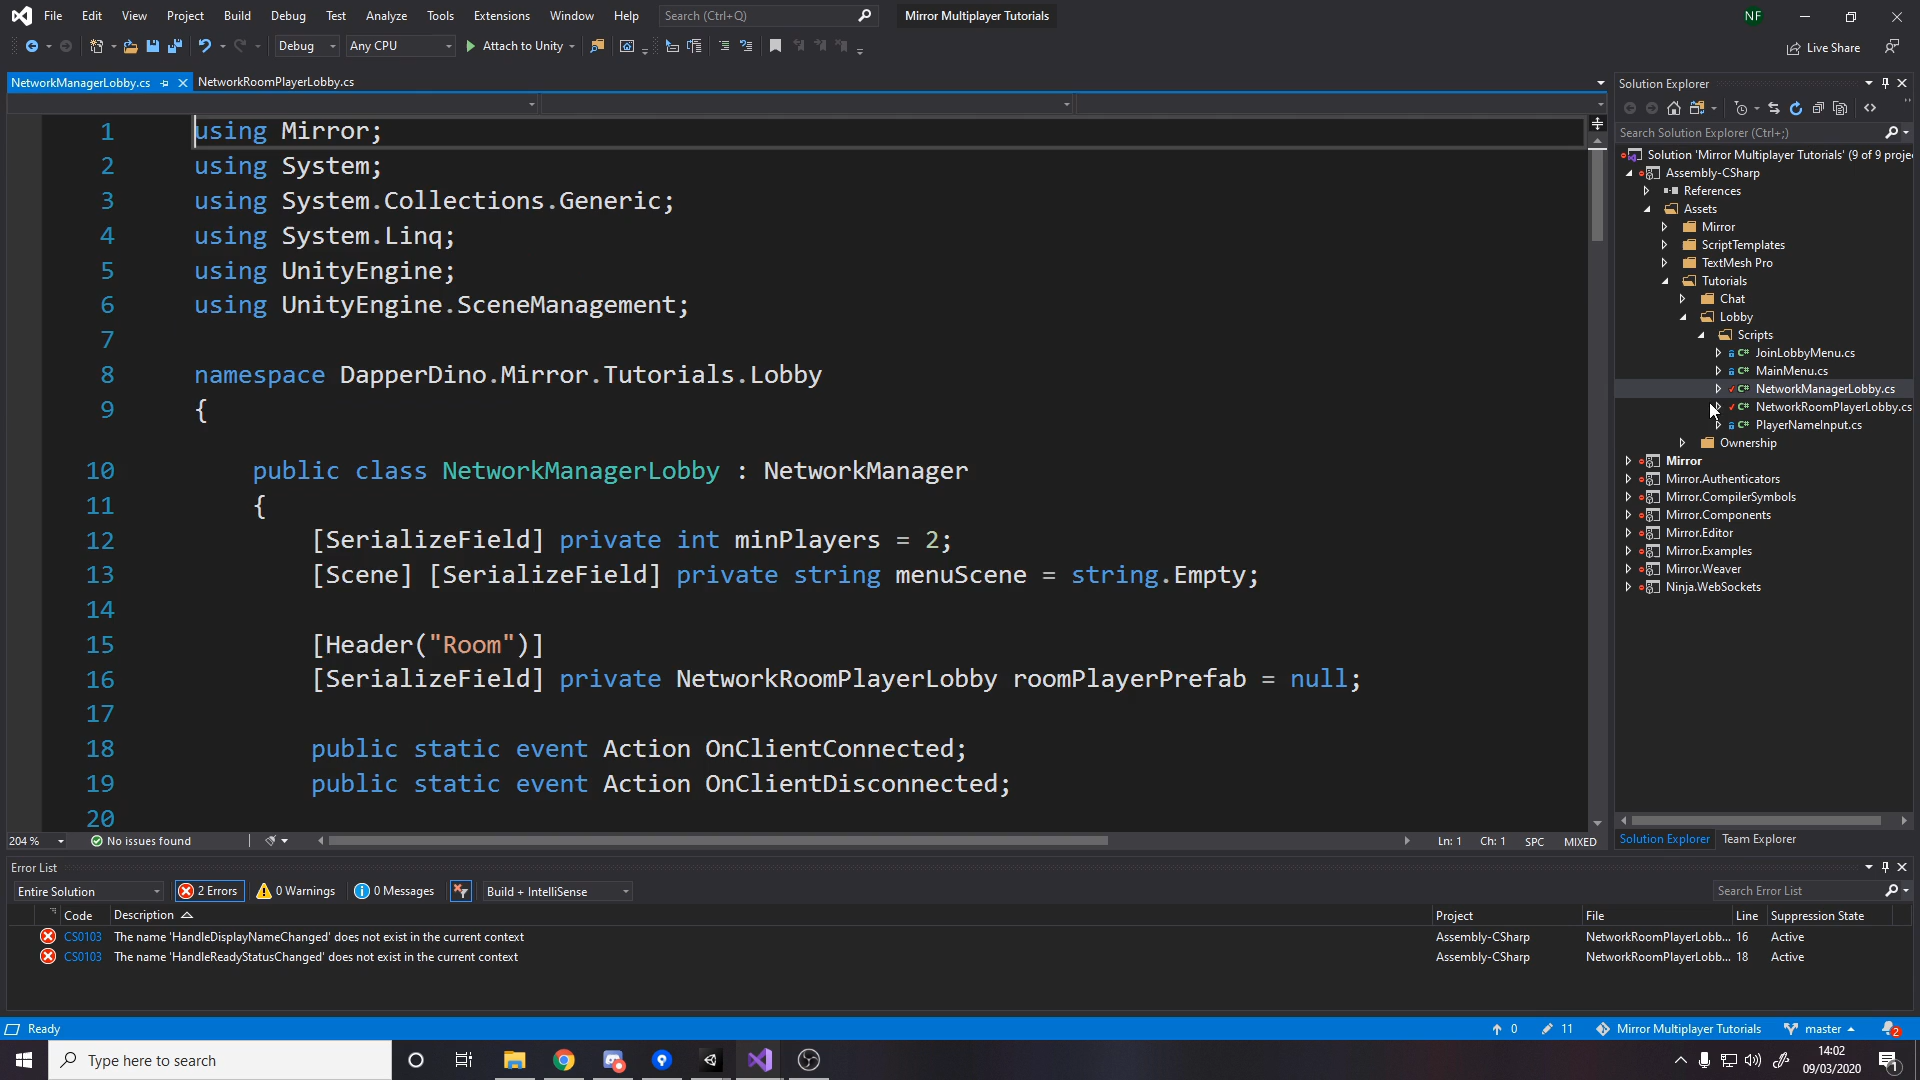 File Edit View Project Build Debug Test Analyze Tools Extensions Window Help Search (Ctrl+Q) Mirror Multiplayer Tutorials NF
Debug Any CPU Attach to Unity Live Share
NetworkManagerLobby.cs NetworkRoomPlayerLobby.cs
1 using Mirror;
2 using System;
3 using System.Collections.Generic;
4 using System.Linq;
5 using UnityEngine;
6 using UnityEngine.SceneManagement;
7
8 namespace DapperDino.Mirror.Tutorials.Lobby
9 {
10 public class NetworkManagerLobby : NetworkManager
11 {
12 [SerializeField] private int minPlayers = 2;
13 [Scene] [SerializeField] private string menuScene = string.Empty;
14
15 [Header("Room")]
16 [SerializeField] private NetworkRoomPlayerLobby roomPlayerPrefab = null;
17
18 public static event Action OnClientConnected;
19 public static event Action OnClientDisconnected;
20
204 % No issues found Ln: 1 Ch: 1 SPC MIXED
Solution Explorer
Search Solution Explorer (Ctrl+;)
Solution 'Mirror Multiplayer Tutorials' (9 of 9 proje
Assembly-CSharp
References
Assets
Mirror
ScriptTemplates
TextMesh Pro
Tutorials
Chat
Lobby
Scripts
C# JoinLobbyMenu.cs
C# MainMenu.cs
C# NetworkManagerLobby.cs
C# NetworkRoomPlayerLobby.cs
C# PlayerNameInput.cs
Ownership
Mirror
Mirror.Authenticators
Mirror.CompilerSymbols
Mirror.Components
Mirror.Editor
Mirror.Examples
Mirror.Weaver
Ninja.WebSockets
Solution Explorer Team Explorer
Error List
Entire Solution 2 Errors 0 Warnings 0 Messages Build + IntelliSense Search Error List
Code Description Project File Line Suppression State
CS0103 The name 'HandleDisplayNameChanged' does not exist in the current context Assembly-CSharp NetworkRoomPlayerLobb... 16 Active
CS0103 The name 'HandleReadyStatusChanged' does not exist in the current context Assembly-CSharp NetworkRoomPlayerLobb... 18 Active
Ready 0 11 Mirror Multiplayer Tutorials master 2
Type here to search 14:02
09/03/2020 1